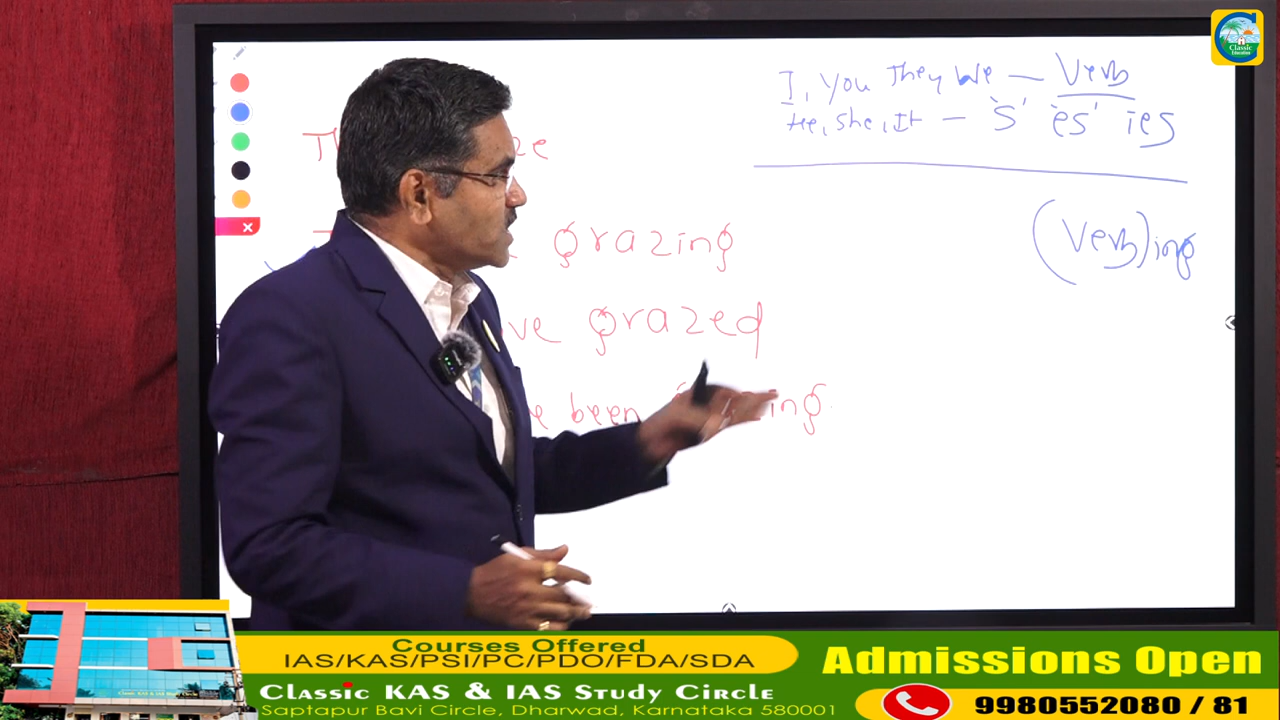 Classic
Education
I, You They We — Verb
He, She, It — 's' 'es' ies
grazing
(Verb)ing
ve grazed
e been ing
Courses Offered
IAS/KAS/PSI/PC/PDO/FDA/SDA
Classic KAS & IAS Study Circle
Saptapur Bavi Circle, Dharwad, Karnataka 580001
Admissions Open
9980552080 / 81